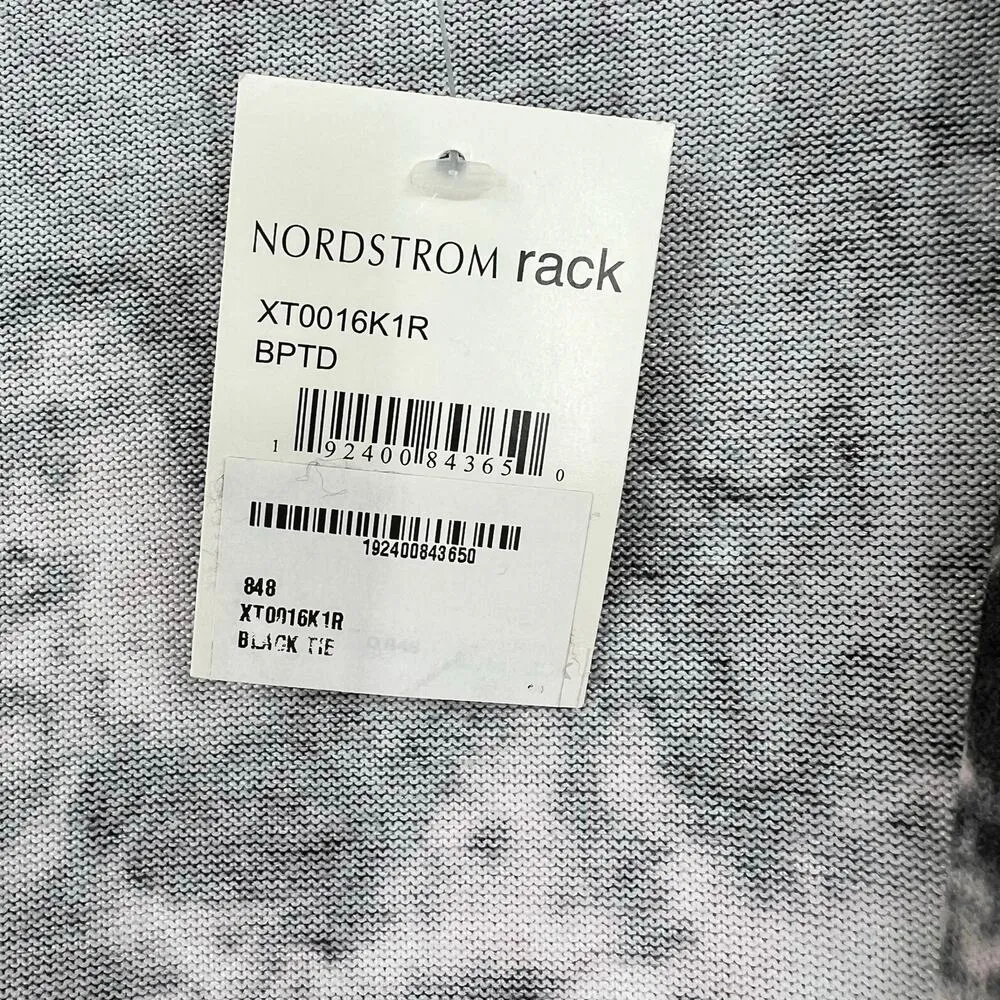 NORDSTROM rack
XT0016K1R
BPTD
1 92400 84365 0
192400843650
848
XT0016K1R
BLACK TIE